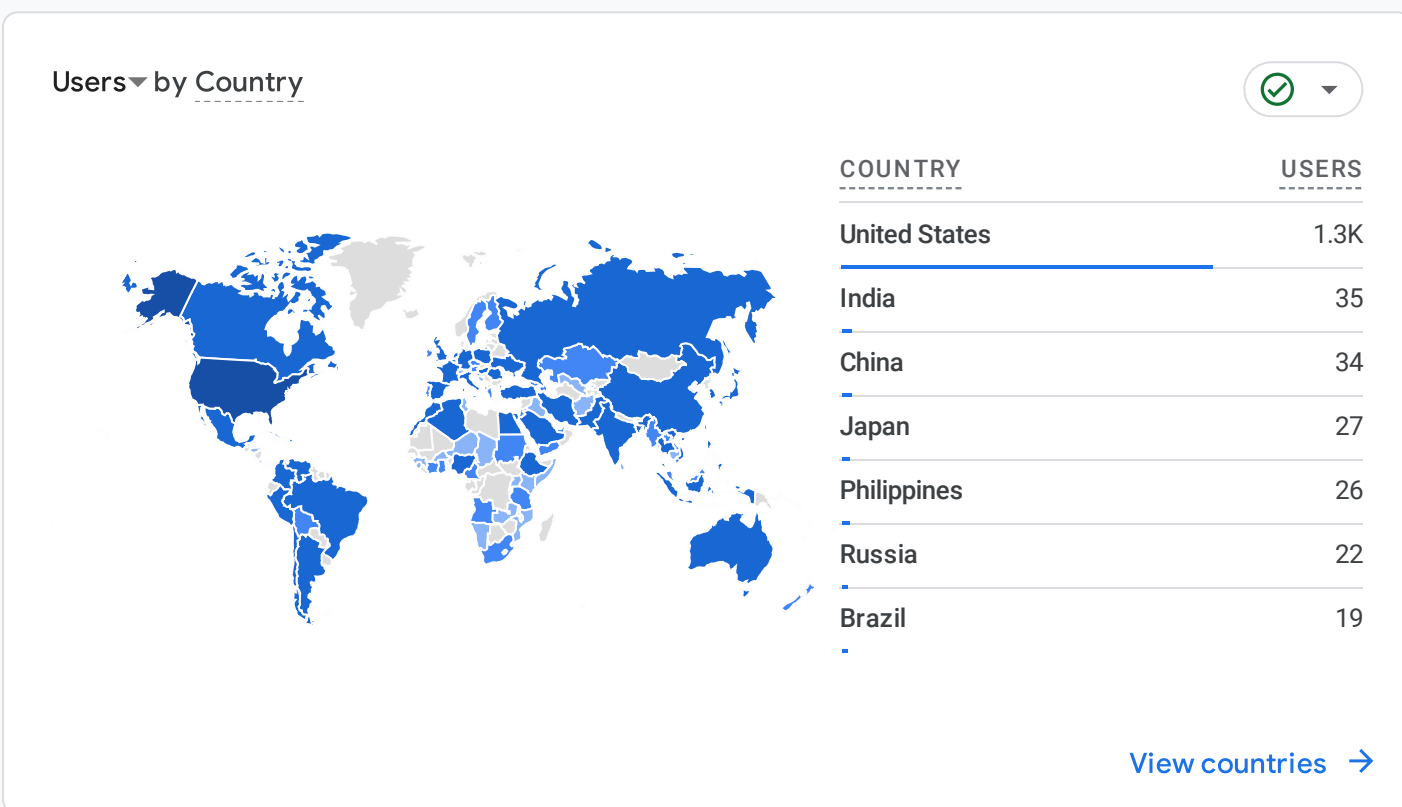 Users by Country
COUNTRY USERS
United States 1.3K
India 35
China 34
Japan 27
Philippines 26
Russia 22
Brazil 19
View countries